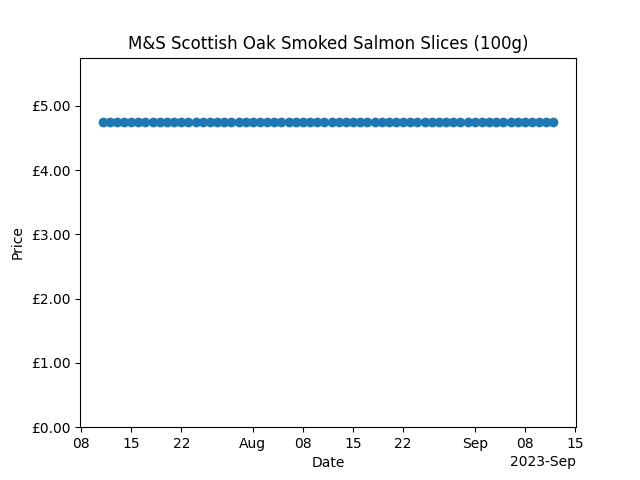 M&S Scottish Oak Smoked Salmon Slices (100g)
£5.00
£4.00
£3.00
£2.00
£1.00
£0.00
Price
08 15 22 Aug 08 15 22 Sep 08 15
Date
2023-Sep